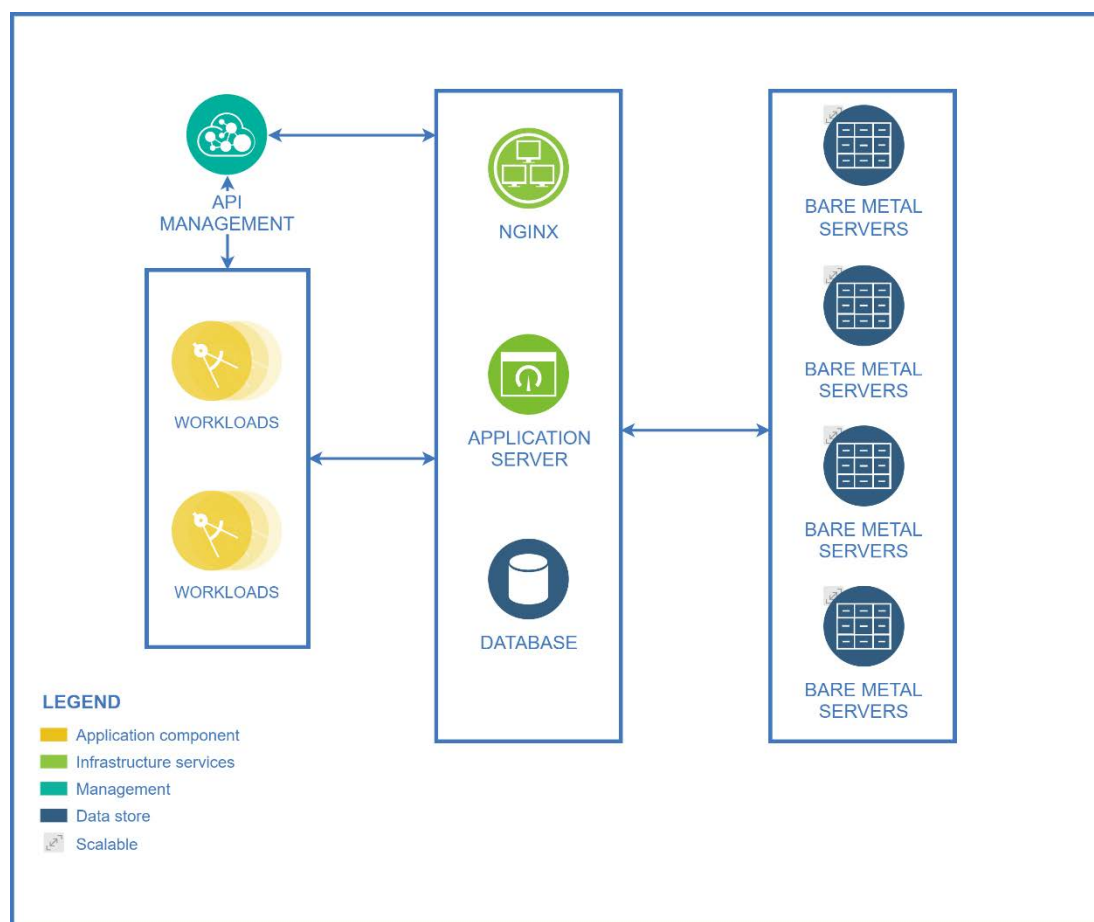 API
MANAGEMENT
WORKLOADS
WORKLOADS
NGINX
APPLICATION
SERVER
DATABASE
BARE METAL
SERVERS
BARE METAL
SERVERS
BARE METAL
SERVERS
BARE METAL
SERVERS
LEGEND
Application component
Infrastructure services
Management
Data store
Scalable